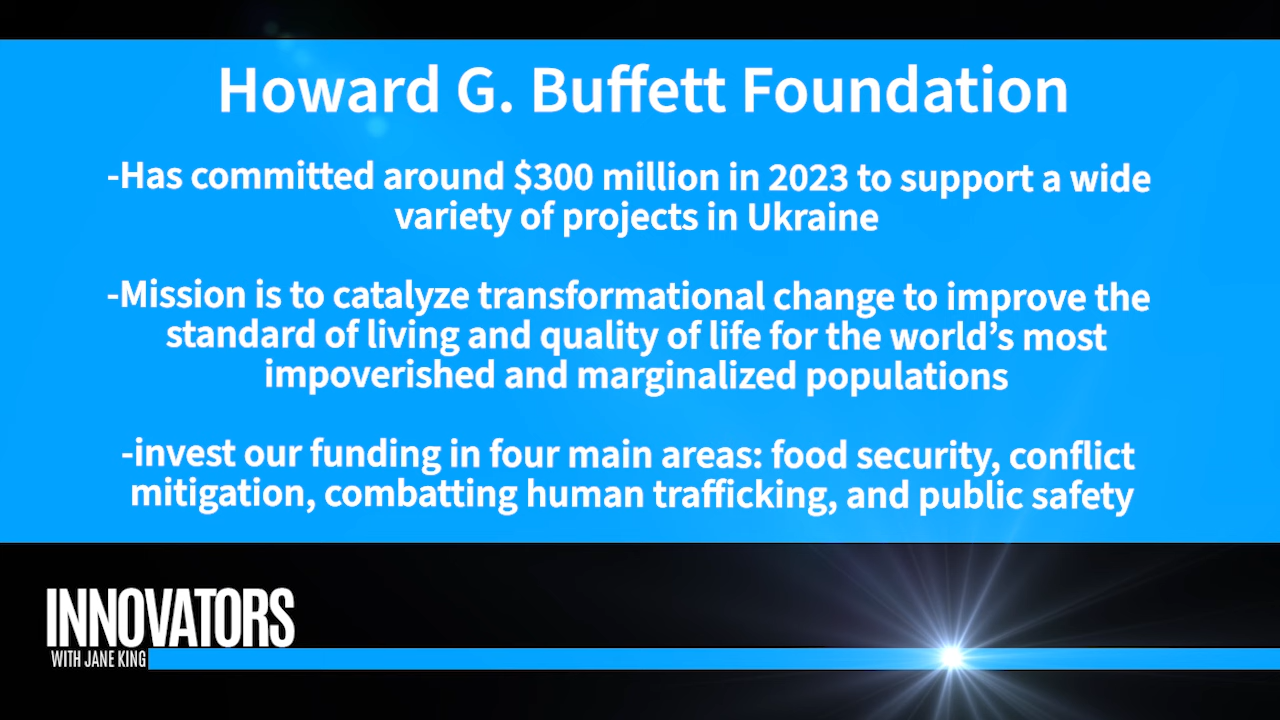 Howard G. Buffett Foundation
-Has committed around $300 million in 2023 to support a wide
variety of projects in Ukraine
-Mission is to catalyze transformational change to improve the
standard of living and quality of life for the world’s most
impoverished and marginalized populations
-invest our funding in four main areas: food security, conflict
mitigation, combatting human trafficking, and public safety
INNOVATORS
WITH JANE KING